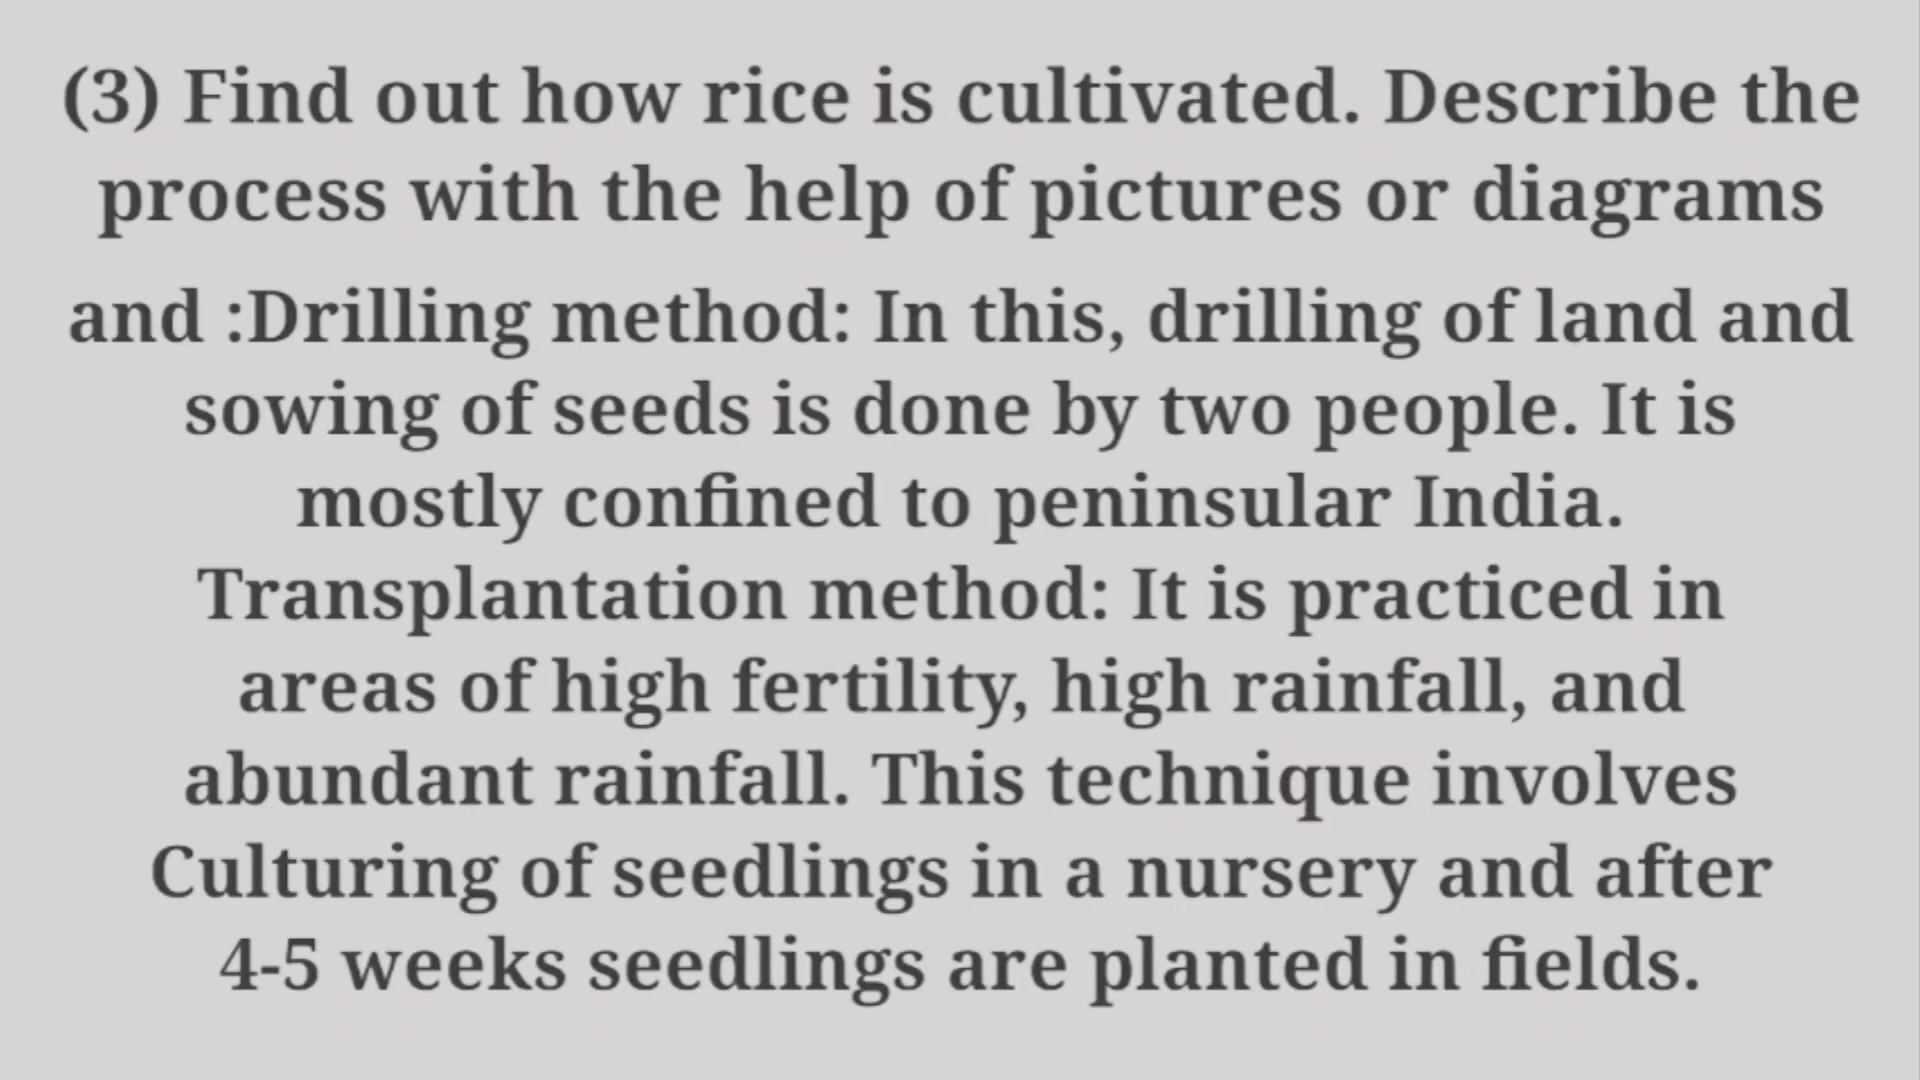 (3) Find out how rice is cultivated. Describe the
process with the help of pictures or diagrams
and :Drilling method: In this, drilling of land and
sowing of seeds is done by two people. It is
mostly confined to peninsular India.
Transplantation method: It is practiced in
areas of high fertility, high rainfall, and
abundant rainfall. This technique involves
Culturing of seedlings in a nursery and after
4-5 weeks seedlings are planted in fields.